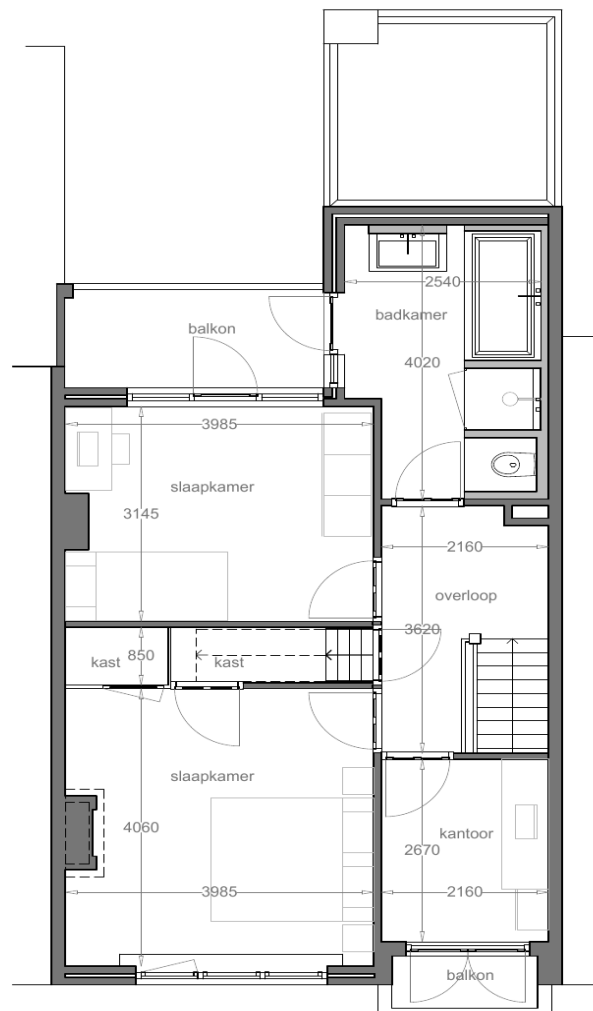 2540
badkamer
balkon
4020
3985
slaapkamer
3145
2160
overloop
3620
850
kast
kast
slaapkamer
4060
kantoor
2670
3985
2160
balkon